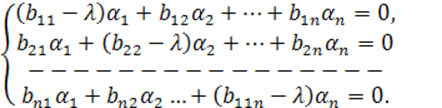 (b₁₁ − λ)α₁ + b₁₂α₂ + ⋯ + b₁ₙαₙ = 0,
b₂₁α₁ + (b₂₂ − λ)α₂ + ⋯ + b₂ₙαₙ = 0
− − − − − − − − − − − − − − − −
bₙ₁α₁ + bₙ₂α₂ … + (b₁₁ₙ − λ)αₙ = 0.